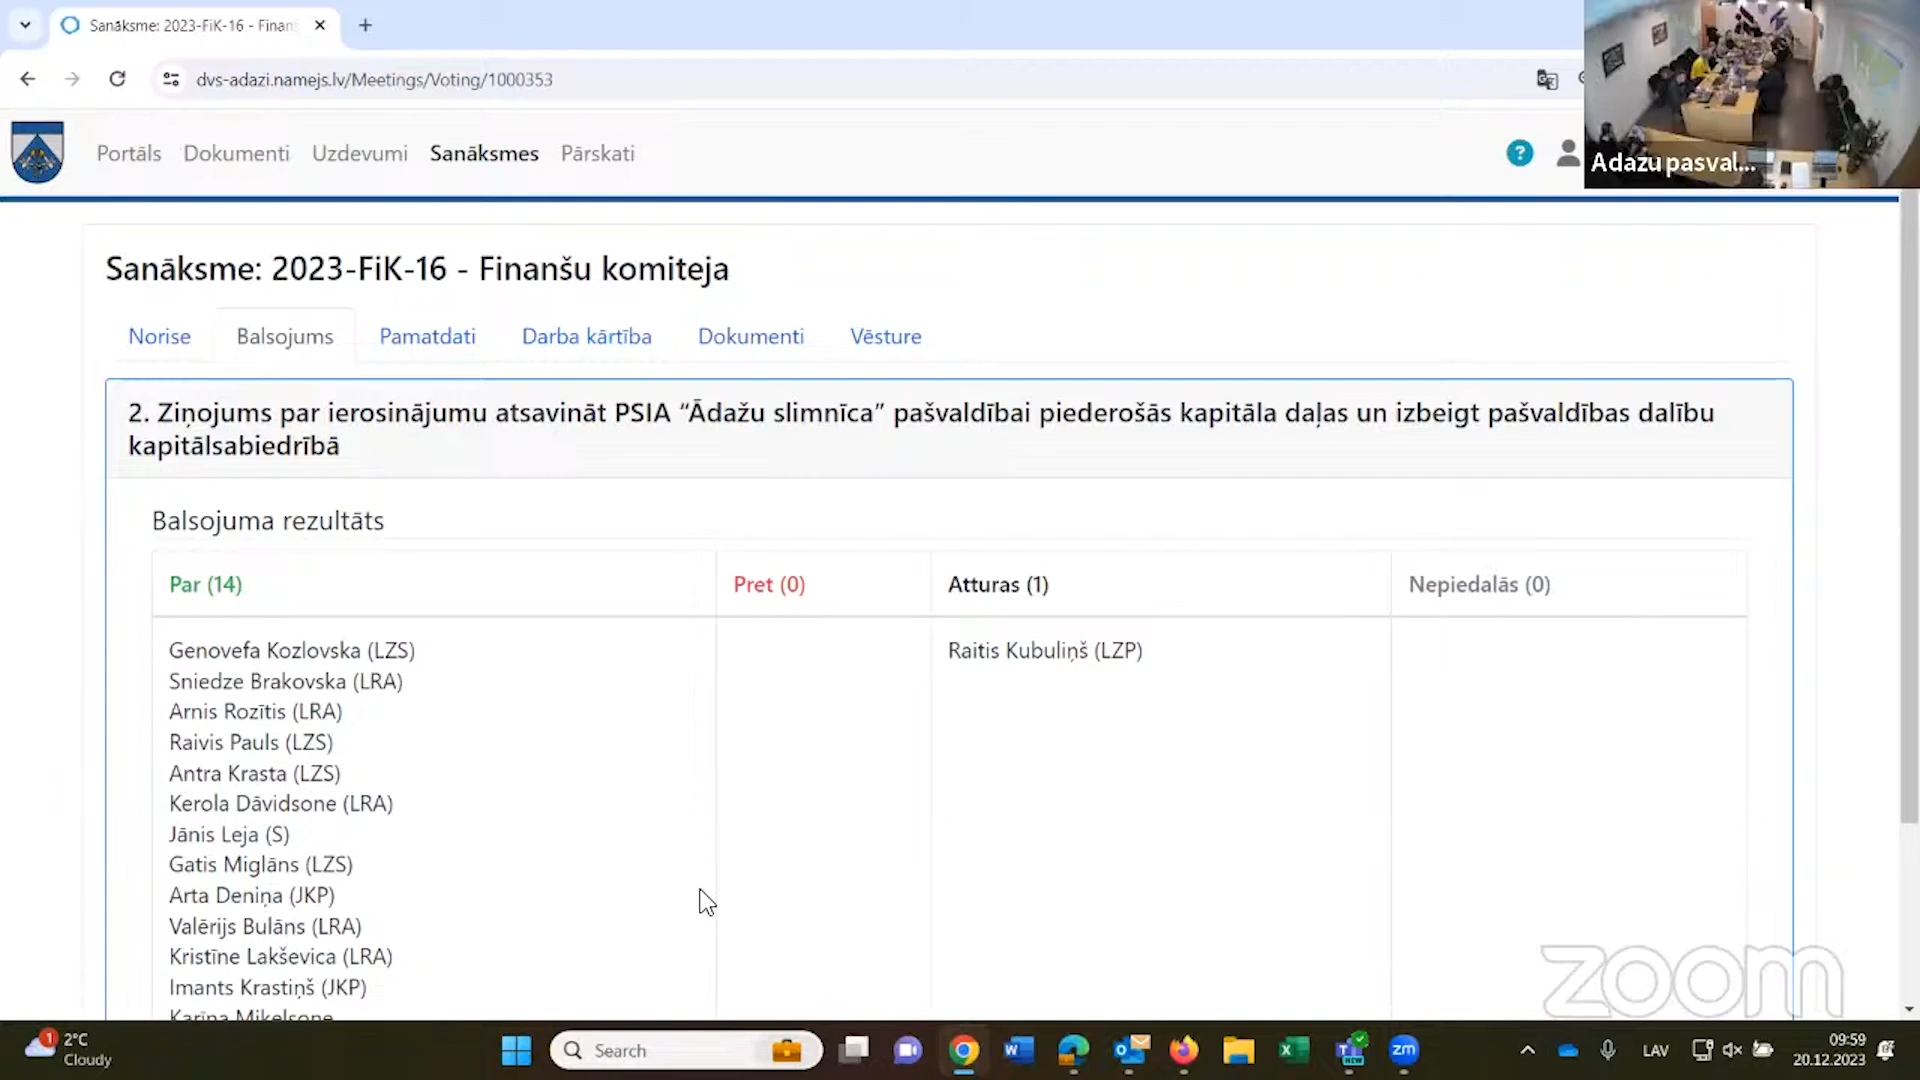 Sanāksme: 2023-FiK-16 - Finan
dvs-adazi.namejs.lv/Meetings/Voting/1000353
Portāls Dokumenti Uzdevumi Sanāksmes Pārskati
?
Adazu pasval...
Sanāksme: 2023-FiK-16 - Finanšu komiteja
Norise Balsojums Pamatdati Darba kārtība Dokumenti Vēsture
2. Ziņojums par ierosinājumu atsavināt PSIA “Ādažu slimnīca” pašvaldībai piederošās kapitāla daļas un izbeigt pašvaldības dalību
kapitālsabiedrībā
Balsojuma rezultāts
Par (14) Pret (0) Atturas (1) Nepiedalās (0)
Genovefa Kozlovska (LZS) Raitis Kubuliņš (LZP)
Sniedze Brakovska (LRA)
Arnis Rozītis (LRA)
Raivis Pauls (LZS)
Antra Krasta (LZS)
Kerola Dāvidsone (LRA)
Jānis Leja (S)
Gatis Miglāns (LZS)
Arta Deniņa (JKP)
Valērijs Bulāns (LRA)
Kristīne Lakševica (LRA)
Imants Krastiņš (JKP)
Karīna Miķelsone
zoom
1 2°C
Cloudy
Search
zm
LAV
09:59
20.12.2023